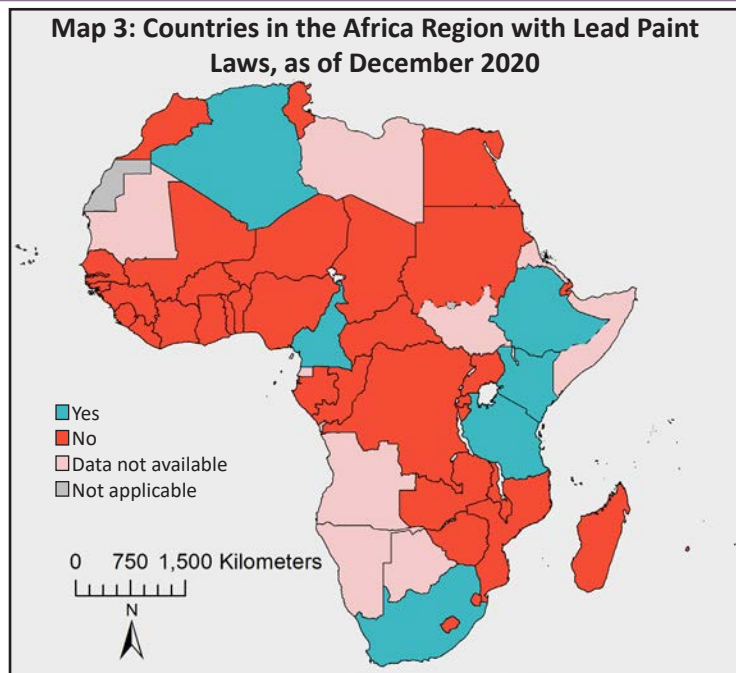 Map 3: Countries in the Africa Region with Lead Paint
Laws, as of December 2020
Yes
No
Data not available
Not applicable
0 750 1,500 Kilometers
N